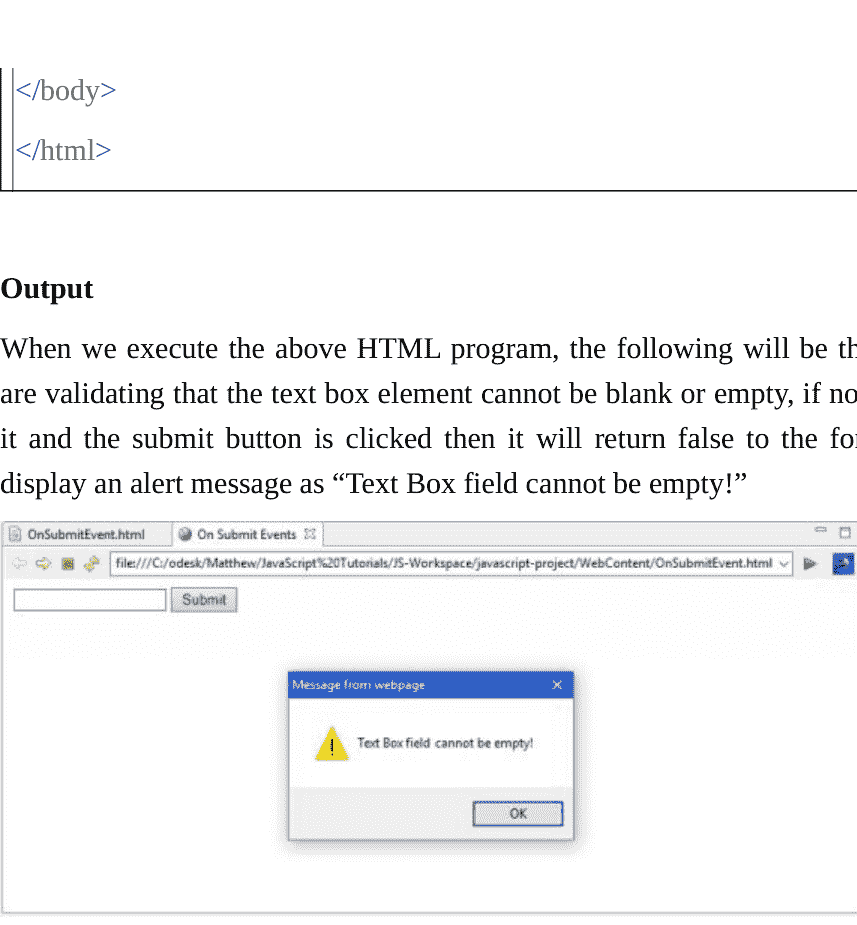 </body>
</html>
Output
When we execute the above HTML program, the following will be th
are validating that the text box element cannot be blank or empty, if no
it and the submit button is clicked then it will return false to the for
display an alert message as “Text Box field cannot be empty!”
OnSubmitEvent.html On Submit Events
file:///C:/odesk/Matthew/JavaScript%20Tutorials/JS-Workspace/javascript-project/WebContent/OnSubmitEvent.html
Submit
Message from webpage
Text Box field cannot be empty!
OK